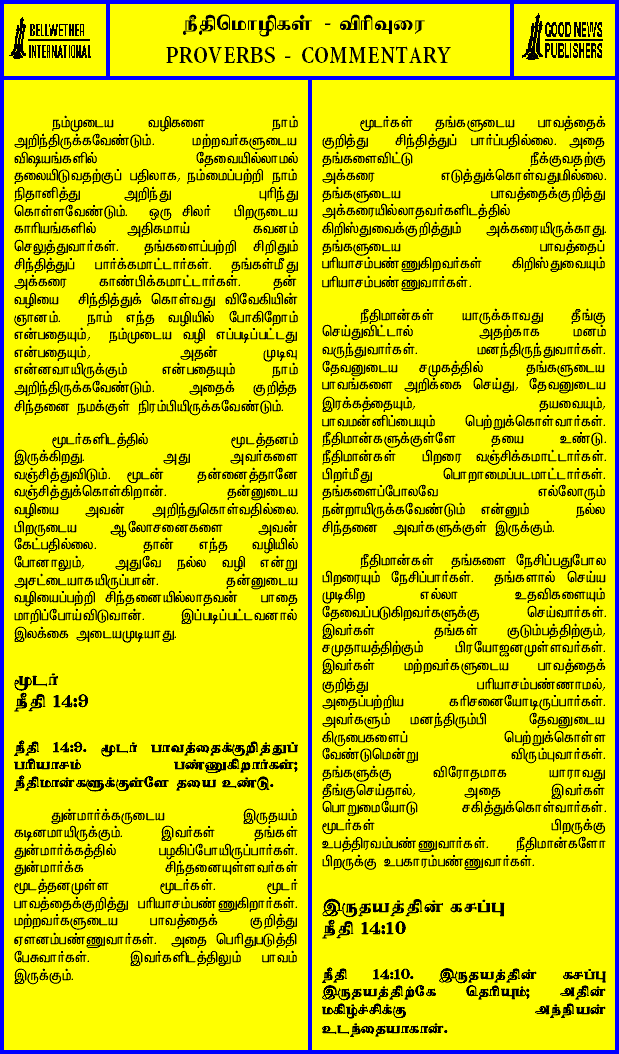 BELLWETHER
INTERNATIONAL
நீதிமொழிகள் - விரிவுரை
PROVERBS - COMMENTARY
GOOD NEWS
PUBLISHERS
நம்முடைய வழிகளை நாம்
அறிந்திருக்கவேண்டும். மற்றவர்களுடைய
விஷயங்களில் தேவையில்லாமல்
தலையிடுவதற்குப் பதிலாக, நம்மைப்பற்றி நாம்
நிதானித்து அறிந்து புரிந்து
கொள்ளவேண்டும். ஒரு சிலர் பிறருடைய
காரியங்களில் அதிகமாய் கவனம்
செலுத்துவார்கள். தங்களைப்பற்றி சிறிதும்
சிந்தித்துப் பார்க்கமாட்டார்கள். தங்கள்மீது
அக்கரை காண்பிக்கமாட்டார்கள். தன்
வழியை சிந்தித்துக் கொள்வது விவேகியின்
ஞானம். நாம் எந்த வழியில் போகிறோம்
என்பதையும், நம்முடைய வழி எப்படிப்பட்டது
என்பதையும், அதன் முடிவு
என்னவாயிருக்கும் என்பதையும் நாம்
அறிந்திருக்கவேண்டும். அதைக் குறித்த
சிந்தனை நமக்குள் நிரம்பியிருக்கவேண்டும்.
மூடர்களிடத்தில் மூடத்தனம்
இருக்கிறது. அது அவர்களை
வஞ்சித்துவிடும். மூடன் தன்னைத்தானே
வஞ்சித்துக்கொள்கிறான். தன்னுடைய
வழியை அவன் அறிந்துகொள்வதில்லை.
பிறருடைய ஆலோசனைகளை அவன்
கேட்பதில்லை. தான் எந்த வழியில்
போனாலும், அதுவே நல்ல வழி என்று
அசட்டையாகயிருப்பான். தன்னுடைய
வழியைப்பற்றி சிந்தனையில்லாதவன் பாதை
மாறிப்போய்விடுவான். இப்படிப்பட்டவனால்
இலக்கை அடையமுடியாது.
மூடர்
நீதி 14:9
நீதி 14:9. மூடர் பாவத்தைக்குறித்துப்
பரியாசம் பண்ணுகிறார்கள்;
நீதிமான்களுக்குள்ளே தயை உண்டு.
துன்மார்க்கருடைய இருதயம்
கடினமாயிருக்கும். இவர்கள் தங்கள்
துன்மார்க்கத்தில் பழகிப்போயிருப்பார்கள்.
துன்மார்க்க சிந்தனையுள்ளவர்கள்
மூடத்தனமுள்ள மூடர்கள். மூடர்
பாவத்தைக்குறித்து பரியாசம்பண்ணுகிறார்கள்.
மற்றவர்களுடைய பாவத்தைக் குறித்து
ஏளனம்பண்ணுவார்கள். அதை பெரிதுபடுத்தி
பேசுவார்கள். இவர்களிடத்திலும் பாவம்
இருக்கும்.
மூடர்கள் தங்களுடைய பாவத்தைக்
குறித்து சிந்தித்துப் பார்ப்பதில்லை. அதை
தங்களைவிட்டு நீக்குவதற்கு
அக்கரை எடுத்துக்கொள்வதுமில்லை.
தங்களுடைய பாவத்தைக்குறித்து
அக்கரையில்லாதவர்களிடத்தில்
கிறிஸ்துவைக்குறித்தும் அக்கரையிருக்காது.
தங்களுடைய பாவத்தைப்
பரியாசம்பண்ணுகிறவர்கள் கிறிஸ்துவையும்
பரியாசம்பண்ணுவார்கள்.
நீதிமான்கள் யாருக்காவது தீங்கு
செய்துவிட்டால் அதற்காக மனம்
வருந்துவார்கள். மனந்திருந்துவார்கள்.
தேவனுடைய சமுகத்தில் தங்களுடைய
பாவங்களை அறிக்கை செய்து, தேவனுடைய
இரக்கத்தையும், தயவையும்,
பாவமன்னிப்பையும் பெற்றுக்கொள்வார்கள்.
நீதிமான்களுக்குள்ளே தயை உண்டு.
நீதிமான்கள் பிறரை வஞ்சிக்கமாட்டார்கள்.
பிறர்மீது பொறாமைப்படமாட்டார்கள்.
தங்களைப்போலவே எல்லோரும்
நன்றாயிருக்கவேண்டும் என்னும் நல்ல
சிந்தனை அவர்களுக்குள் இருக்கும்.
நீதிமான்கள் தங்களை நேசிப்பதுபோல
பிறரையும் நேசிப்பார்கள். தங்களால் செய்ய
முடிகிற எல்லா உதவிகளையும்
தேவைப்படுகிறவர்களுக்கு செய்வார்கள்.
இவர்கள் தங்கள் குடும்பத்திற்கும்,
சமுதாயத்திற்கும் பிரயோஜனமுள்ளவர்கள்.
இவர்கள் மற்றவர்களுடைய பாவத்தைக்
குறித்து பரியாசம்பண்ணாமல்,
அதைப்பற்றிய கரிசனையோடிருப்பார்கள்.
அவர்களும் மனந்திரும்பி தேவனுடைய
கிருபைகளைப் பெற்றுக்கொள்ள
வேண்டுமென்று விரும்புவார்கள்.
தங்களுக்கு விரோதமாக யாராவது
தீங்குசெய்தால், அதை இவர்கள்
பொறுமையோடு சகித்துக்கொள்வார்கள்.
மூடர்கள் பிறருக்கு
உபத்திரவம்பண்ணுவார்கள். நீதிமான்களோ
பிறருக்கு உபகாரம்பண்ணுவார்கள்.
இருதயத்தின் கசப்பு
நீதி 14:10
நீதி 14:10. இருதயத்தின் கசப்பு
இருதயத்திற்கே தெரியும்; அதின்
மகிழ்ச்சிக்கு அந்நியன்
உடந்தையாகான்.